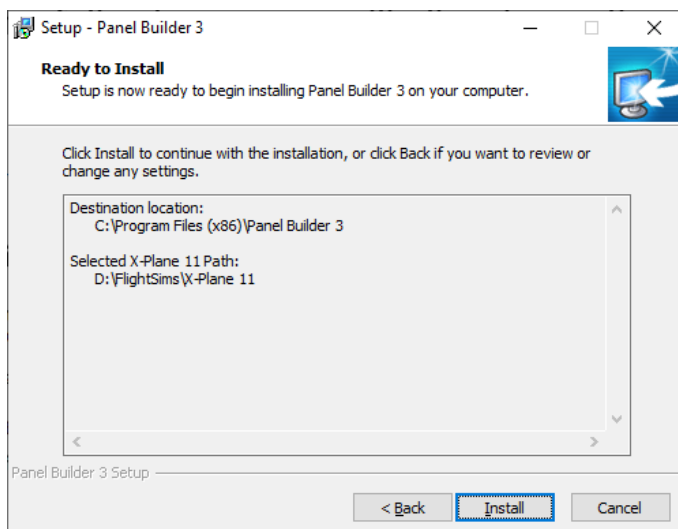 Setup - Panel Builder 3
Ready to Install
Setup is now ready to begin installing Panel Builder 3 on your computer.
Click Install to continue with the installation, or click Back if you want to review or
change any settings.
Destination location:
C:\Program Files (x86)\Panel Builder 3
Selected X-Plane 11 Path:
D:\FlightSims\X-Plane 11
Panel Builder 3 Setup
< Back
Install
Cancel